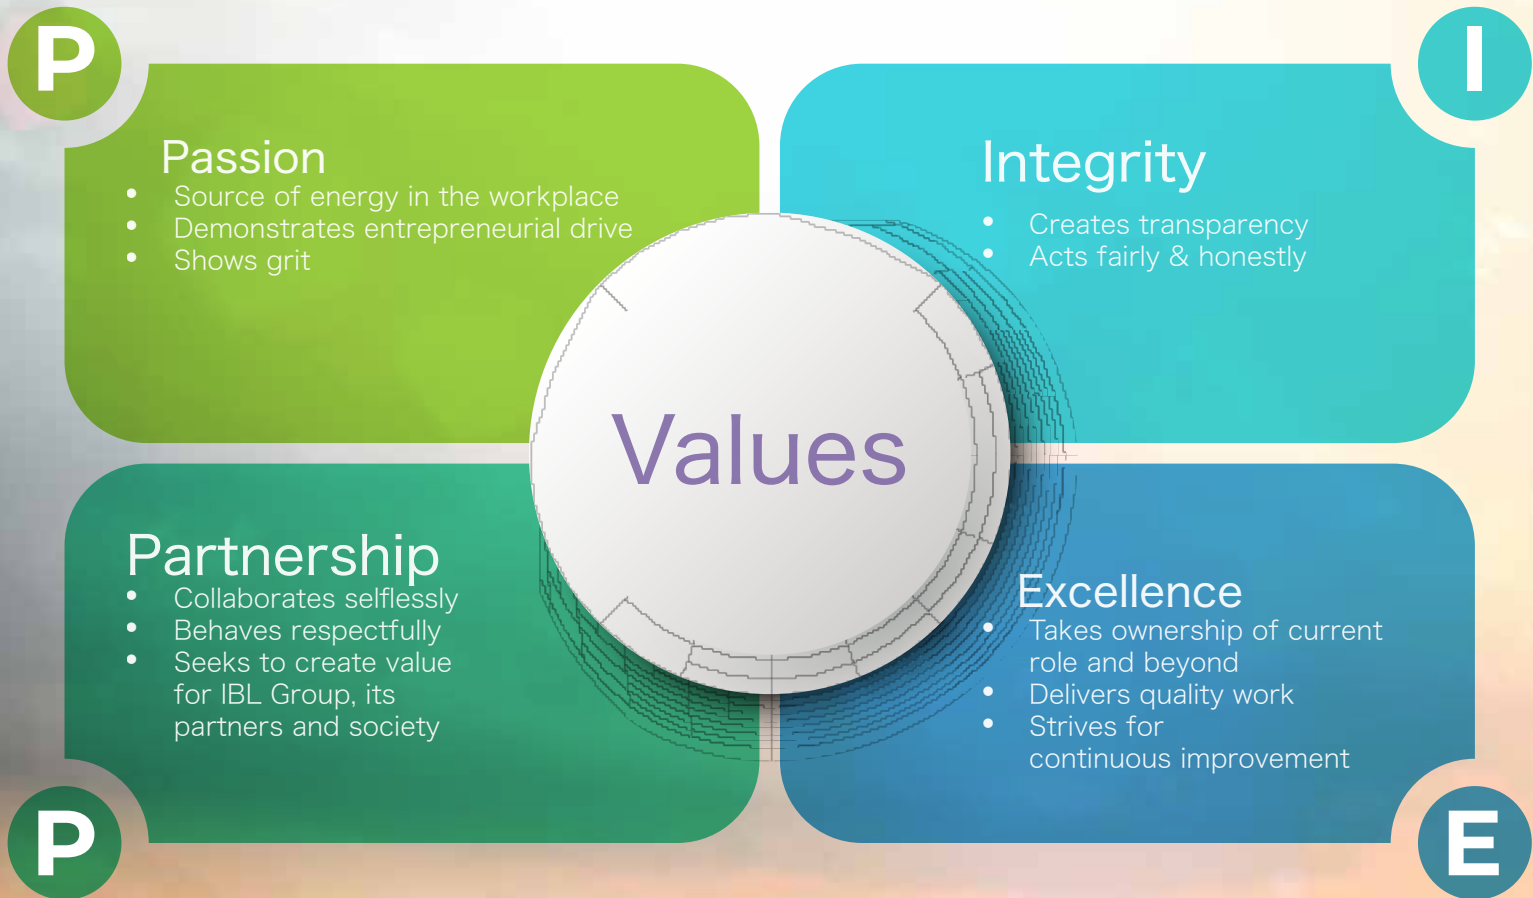 P
Passion
• Source of energy in the workplace
• Demonstrates entrepreneurial drive
• Shows grit
I
Integrity
• Creates transparency
• Acts fairly & honestly
Values
Partnership
• Collaborates selflessly
• Behaves respectfully
• Seeks to create value
for IBL Group, its
partners and society
P
Excellence
• Takes ownership of current
role and beyond
• Delivers quality work
• Strives for
continuous improvement
E